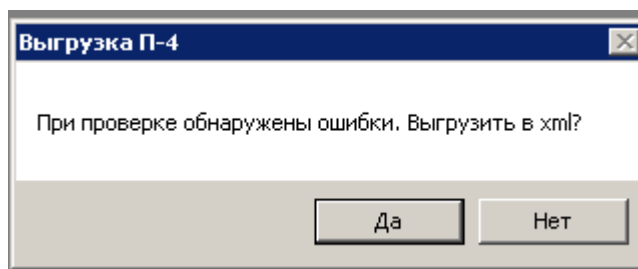 Выгрузка П-4
При проверке обнаружены ошибки. Выгрузить в xml?
Да Нет